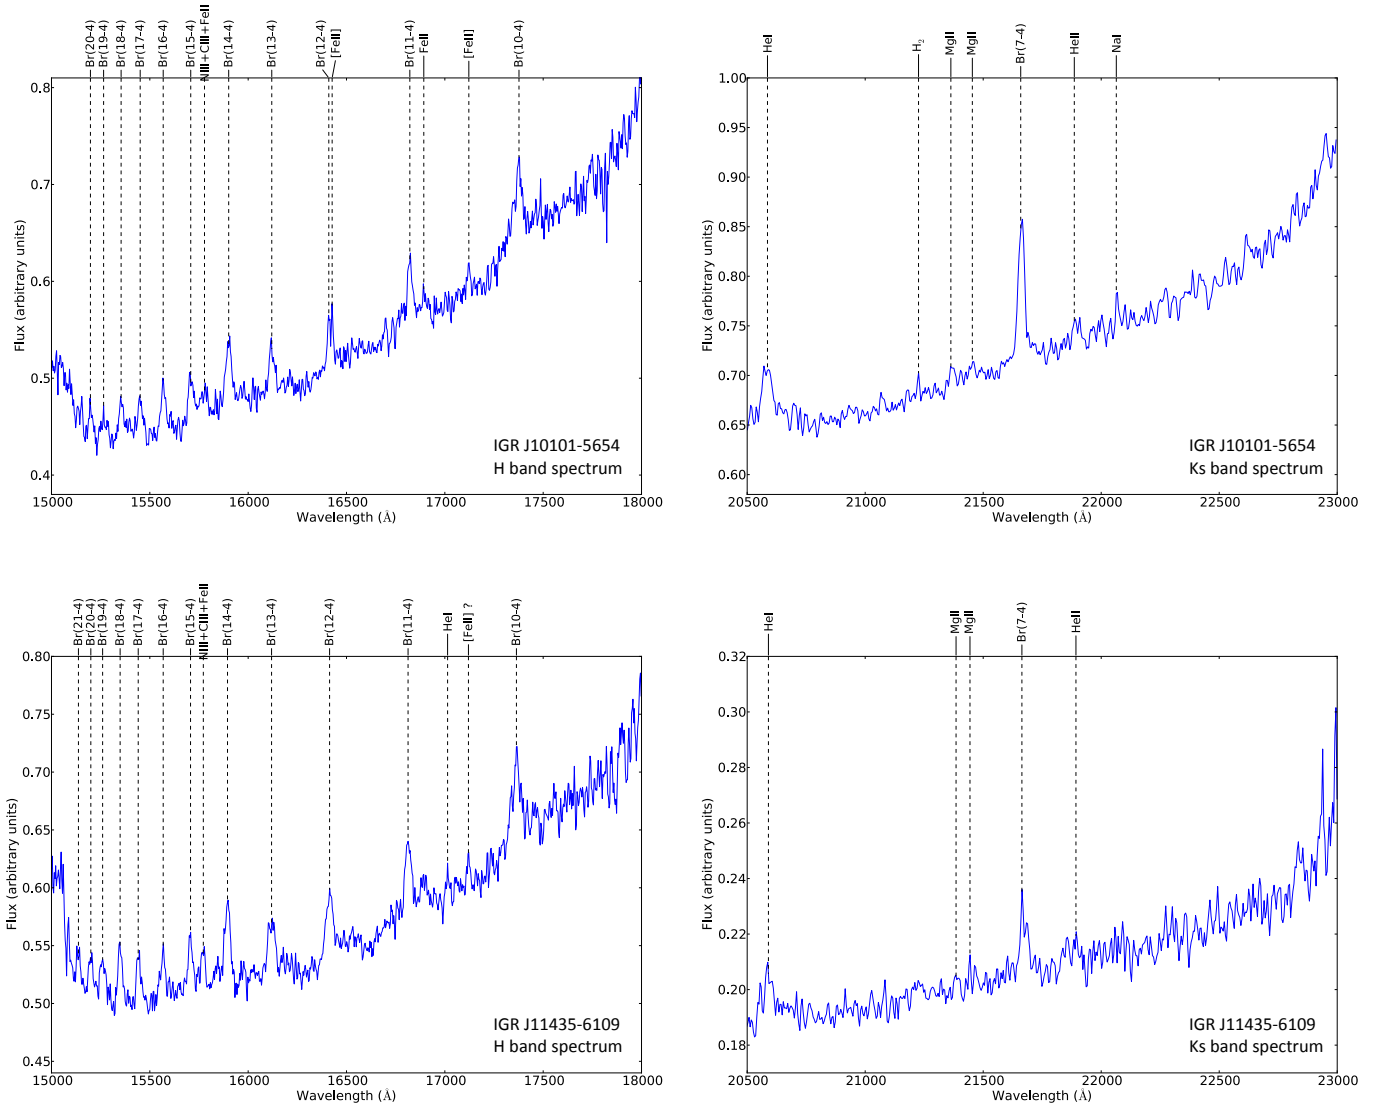 Br(20-4)
Br(19-4)
Br(18-4)
Br(17-4)
Br(16-4)
Br(15-4)
NIII+CIII+FeII
Br(14-4)
Br(13-4)
Br(12-4)
[FeII]
Br(11-4)
FeII
[FeII]
Br(10-4)
0.8
0.7
0.6
0.5
0.4
Flux (arbitrary units)
IGR J10101-5654
H band spectrum
15000 15500 16000 16500 17000 17500 18000
Wavelength (Å)
HeI
H₂
MgII
MgII
Br(7-4)
HeII
NaI
1.00
0.95
0.90
0.85
0.80
0.75
0.70
0.65
0.60
Flux (arbitrary units)
IGR J10101-5654
Ks band spectrum
20500 21000 21500 22000 22500 23000
Wavelength (Å)
Br(21-4)
Br(20-4)
Br(19-4)
Br(18-4)
Br(17-4)
Br(16-4)
Br(15-4)
NIII+CIII+FeII
Br(14-4)
Br(13-4)
Br(12-4)
Br(11-4)
HeI
[FeII] ?
Br(10-4)
0.80
0.75
0.70
0.65
0.60
0.55
0.50
0.45
Flux (arbitrary units)
IGR J11435-6109
H band spectrum
15000 15500 16000 16500 17000 17500 18000
Wavelength (Å)
HeI
MgII
MgII
Br(7-4)
HeII
0.32
0.30
0.28
0.26
0.24
0.22
0.20
0.18
Flux (arbitrary units)
IGR J11435-6109
Ks band spectrum
20500 21000 21500 22000 22500 23000
Wavelength (Å)